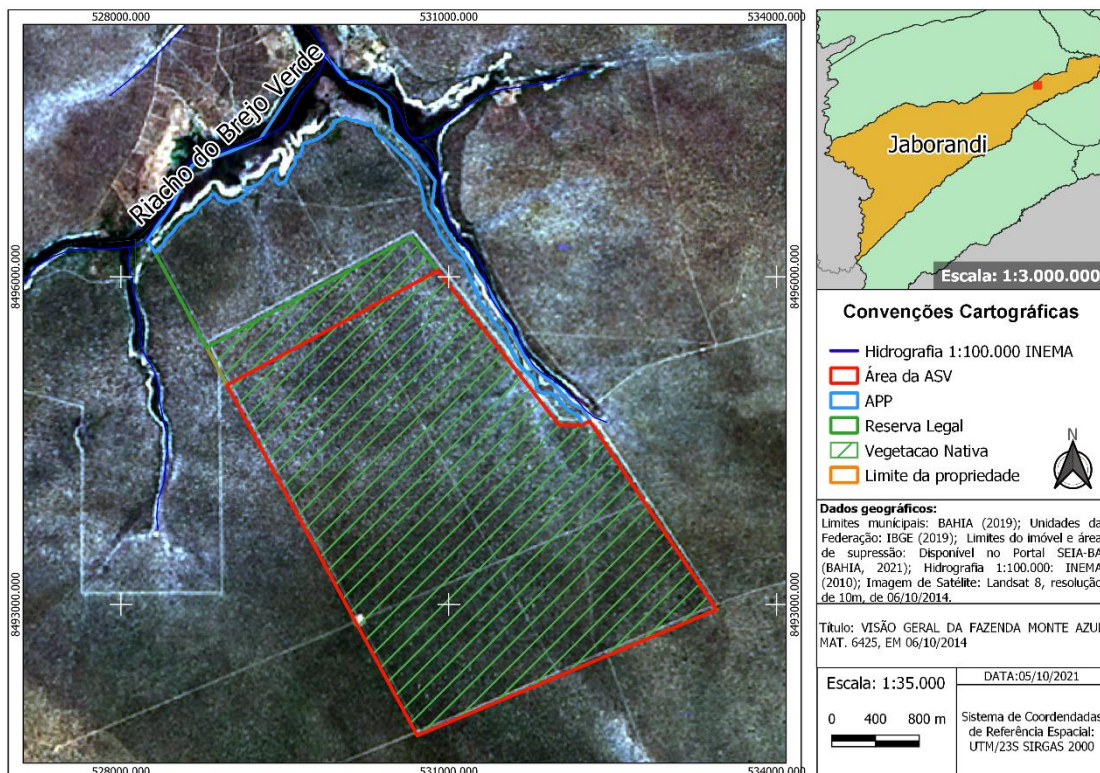 528000.000
531000.000
534000.000
8496000.000
8493000.000
Riacho do Brejo Verde
8496000.000
8493000.000
528000.000
531000.000
534000.000
Jaborandi
Escala: 1:3.000.000
Convenções Cartográficas
Hidrografia 1:100.000 INEMA
Área da ASV
APP
Reserva Legal
Vegetacao Nativa
Limite da propriedade
N
Dados geográficos:
Limites municípais: BAHIA (2019); Unidades da
Federação: IBGE (2019); Limites do imóvel e área
de supressão: Disponível no Portal SEIA-BA
(BAHIA, 2021); Hidrografia 1:100.000: INEMA
(2010); Imagem de Satélite: Landsat 8, resolução
de 10m, de 06/10/2014.
Título: VISÃO GERAL DA FAZENDA MONTE AZUL
MAT. 6425, EM 06/10/2014
Escala: 1:35.000
0 400 800 m
DATA:05/10/2021
Sistema de Coordendadas
de Referência Espacial:
UTM/23S SIRGAS 2000